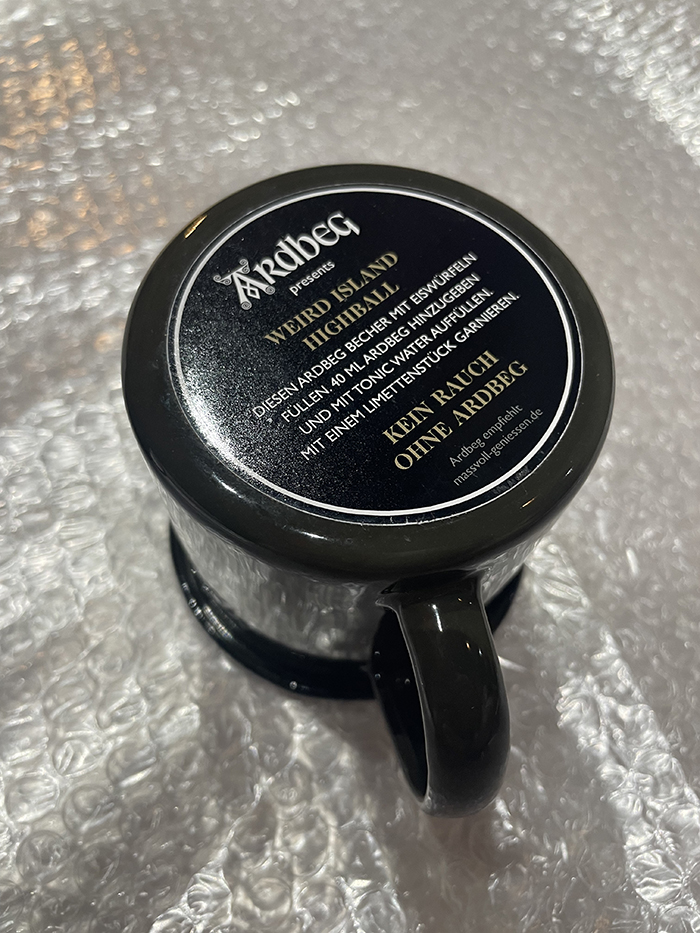 Ardbeg
presents
WEIRD ISLAND
HIGHBALL
DIESEN ARDBEG BECHER MIT EISWÜRFELN
FÜLLEN, 40 ML ARDBEG HINZUGEBEN
UND MIT TONIC WATER AUFFÜLLEN.
MIT EINEM LIMETTENSTÜCK GARNIEREN.
KEIN RAUCH
OHNE ARDBEG
Ardbeg empfiehlt
massvoll-geniessen.de